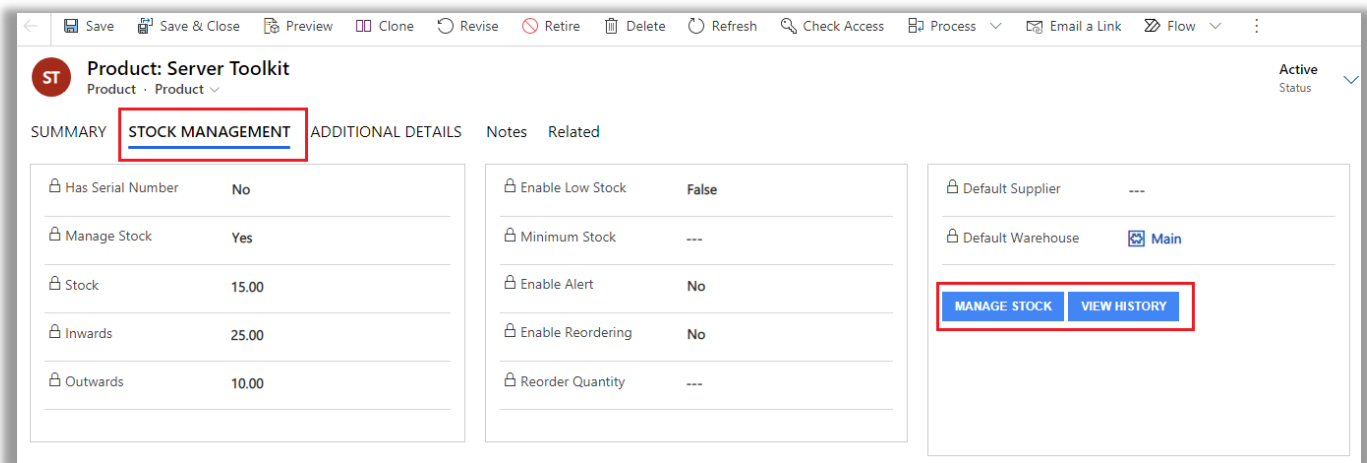 Save Save & Close Preview Clone Revise Retire Delete Refresh Check Access Process Email a Link Flow
ST
Product: Server Toolkit
Product · Product
Active
Status
SUMMARY STOCK MANAGEMENT ADDITIONAL DETAILS Notes Related
Has Serial Number No
Manage Stock Yes
Stock 15.00
Inwards 25.00
Outwards 10.00
Enable Low Stock False
Minimum Stock ---
Enable Alert No
Enable Reordering No
Reorder Quantity ---
Default Supplier ---
Default Warehouse Main
MANAGE STOCK VIEW HISTORY